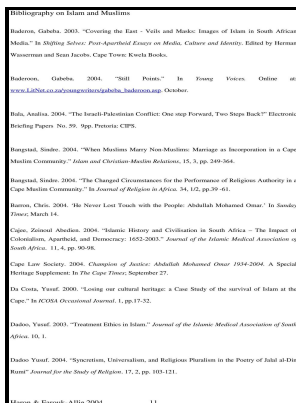 Bibliography on Islam and Muslims
Baderon, Gabeba. 2003. "Covering the East - Veils and Masks: Images of Islam in South African
Media." In Shifting Selves: Post-Apartheid Essays on Media, Culture and Identity. Edited by Herman
Wasserman and Sean Jacobs. Cape Town: Kwela Books.
Baderoon, Gabeba. 2004. "Still Points." In Young Voices. Online at:
www.LitNet.co.za/youngwriters/gabeba_baderoon.asp. October.
Bala, Analisa. 2004. "The Israeli-Palestinian Conflict: One step Forward, Two Steps Back?" Electronic
Briefing Papers No. 59. 9pp. Pretoria: CIPS.
Bangstad, Sindre. 2004. "When Muslims Marry Non-Muslims: Marriage as Incorporation in a Cape
Muslim Community." Islam and Christian-Muslim Relations, 15, 3, pp. 249-364.
Bangstad, Sindre. 2004. "The Changed Circumstances for the Performance of Religious Authority in a
Cape Muslim Community." In Journal of Religion in Africa. 34, 1/2, pp.39 -61.
Barron, Chris. 2004. 'He Never Lost Touch with the People: Abdullah Mohamed Omar.' In Sunday
Times; March 14.
Cajee, Zeinoul Abedien. 2004. "Islamic History and Civilisation in South Africa – The Impact of
Colonialism, Apartheid, and Democracy: 1652-2003." Journal of the Islamic Medical Association of
South Africa. 11, 4, pp. 90-98.
Cape Law Society. 2004. Champion of Justice: Abdullah Mohamed Omar 1934-2004. A Special
Heritage Supplement: In The Cape Times; September 27.
Da Costa, Yusuf. 2000. "Losing our cultural heritage: a Case Study of the survival of Islam at the
Cape." In ICOSA Occasional Journal. 1, pp.17-32.
Dadoo, Yusuf. 2003. "Treatment Ethics in Islam." Journal of the Islamic Medical Association of South
Africa. 10, 1.
Dadoo Yusuf. 2004. "Syncretism, Universalism, and Religious Pluralism in the Poetry of Jalal al-Din
Rumi" Journal for the Study of Religion. 17, 2, pp. 103-121.
Haron & Farouk-Allie 2004 11